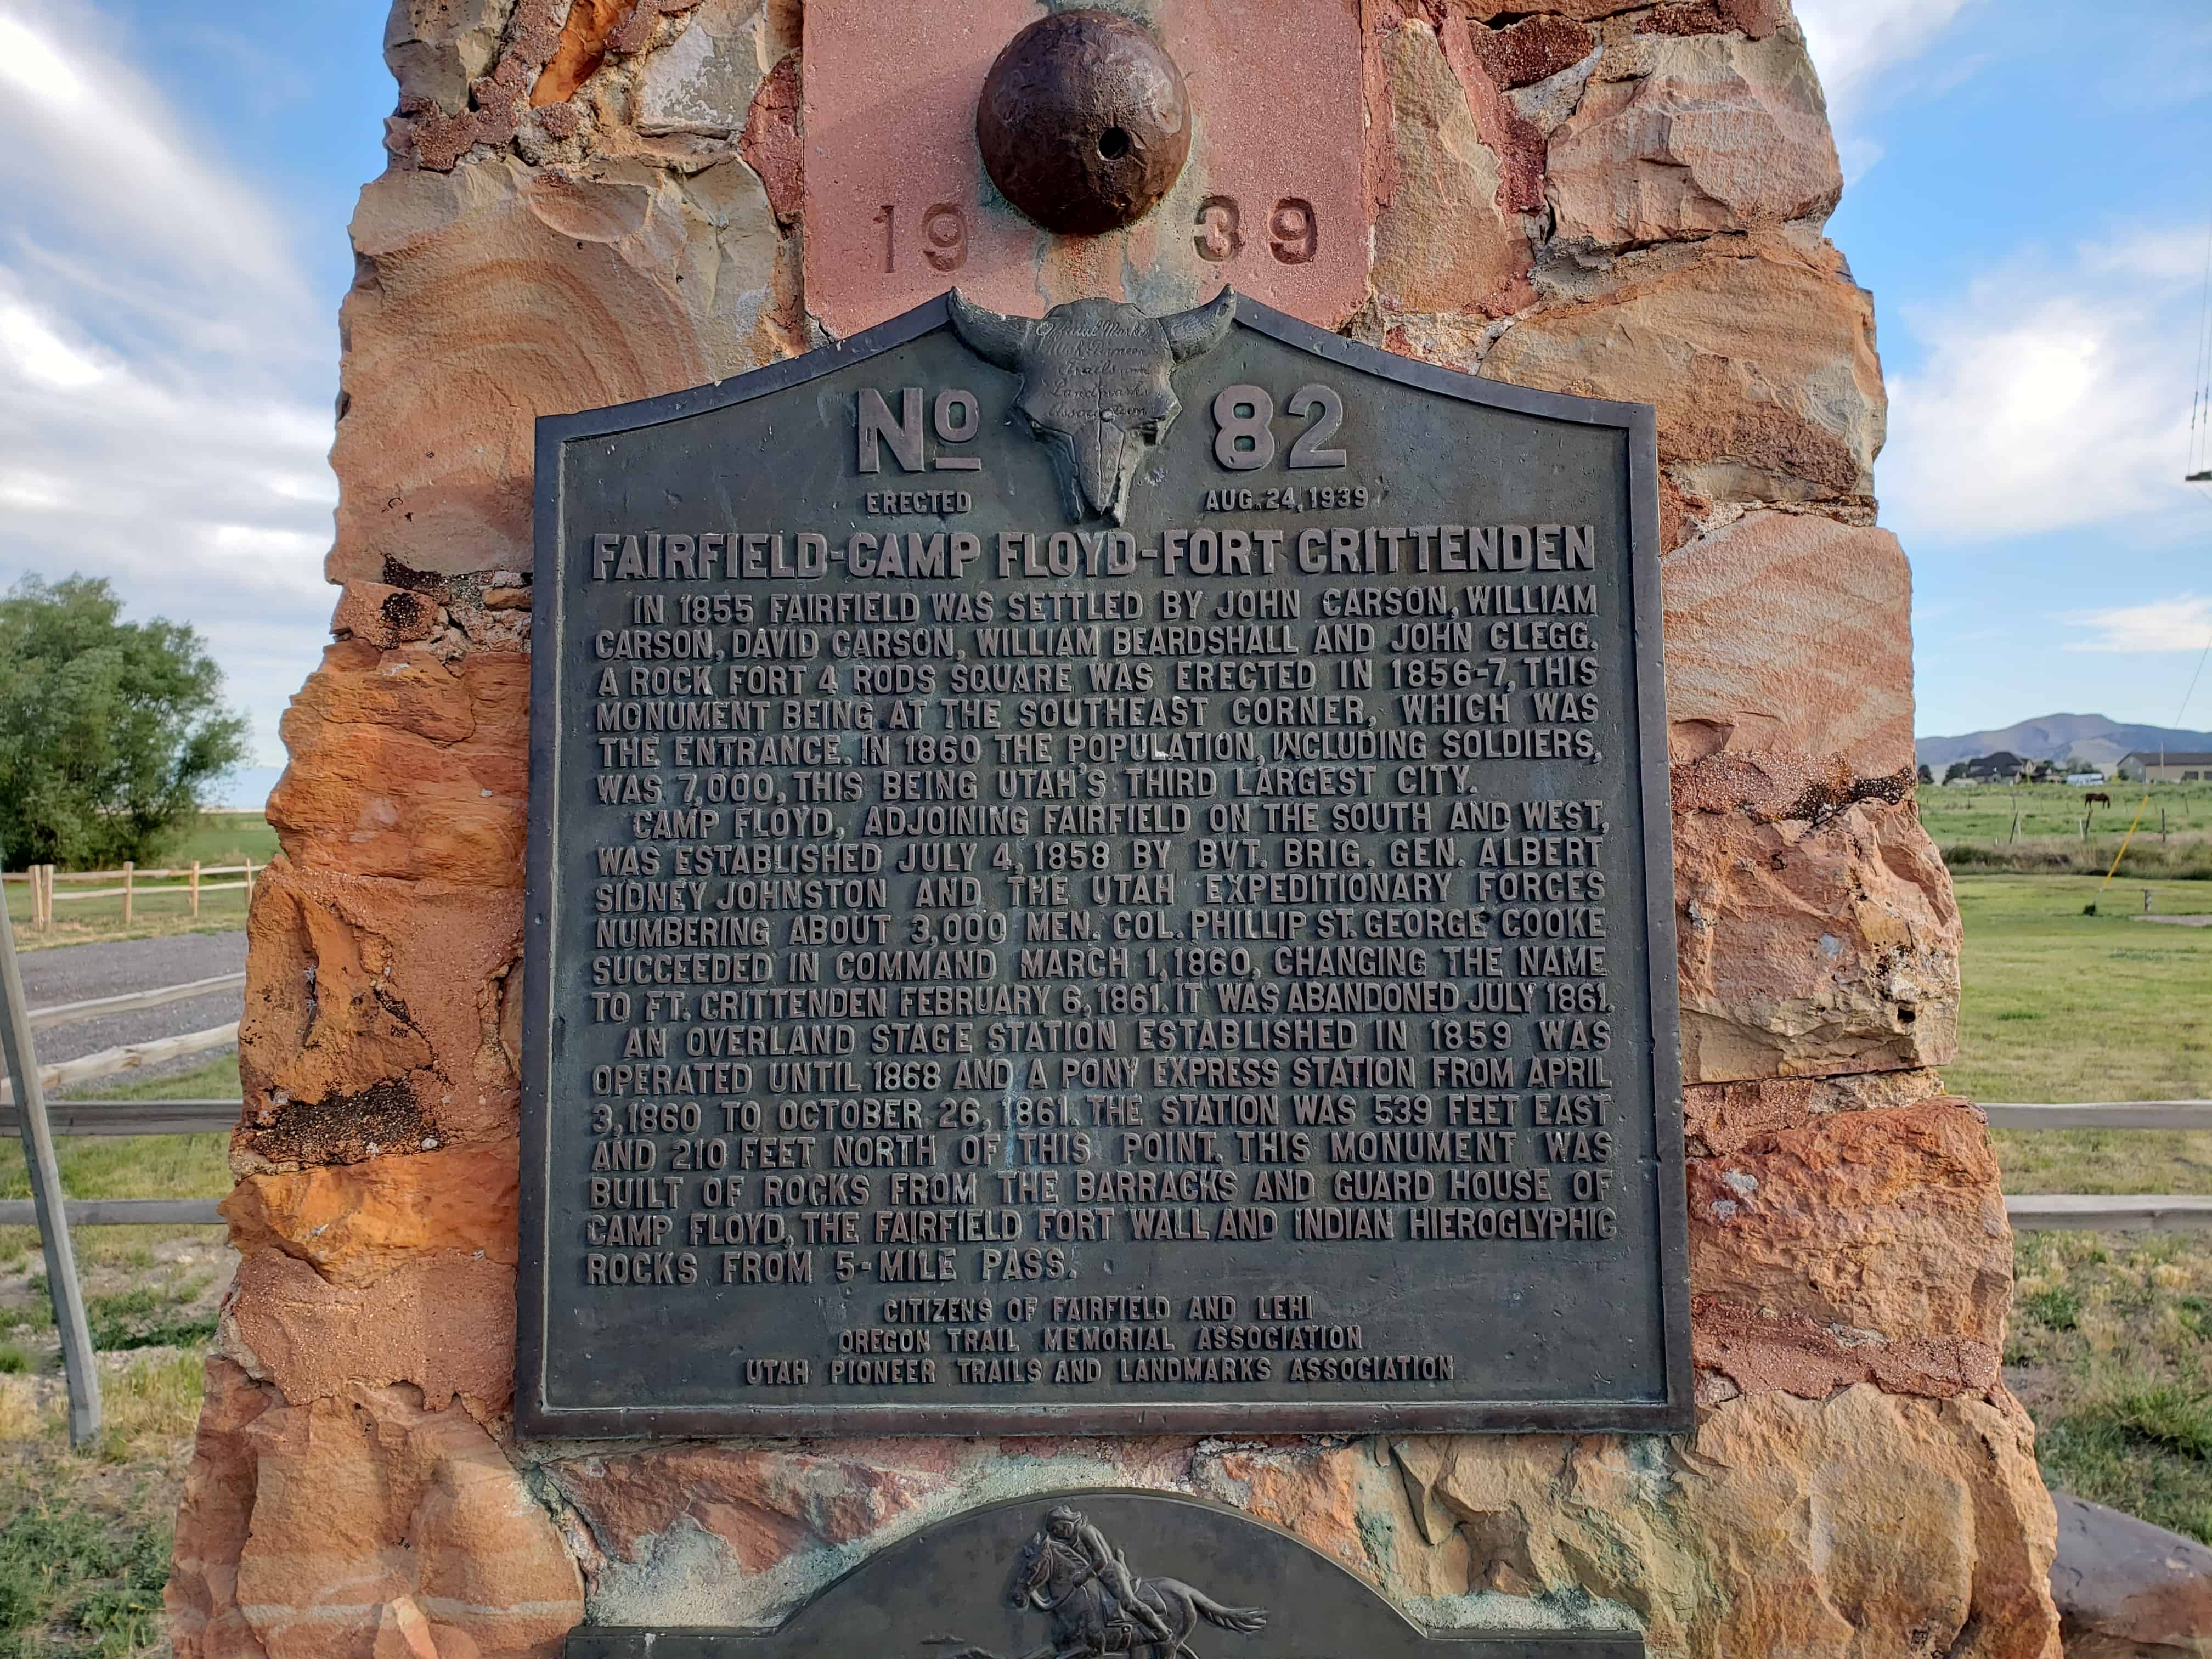 1939
Official Marker
Utah Pioneer
Trails and
Landmarks
Association
No 82
ERECTED AUG. 24, 1939
FAIRFIELD-CAMP FLOYD-FORT CRITTENDEN
IN 1855 FAIRFIELD WAS SETTLED BY JOHN CARSON, WILLIAM
CARSON, DAVID CARSON, WILLIAM BEARDSHALL AND JOHN CLEGG.
A ROCK FORT 4 RODS SQUARE WAS ERECTED IN 1856-7, THIS
MONUMENT BEING AT THE SOUTHEAST CORNER, WHICH WAS
THE ENTRANCE. IN 1860 THE POPULATION, INCLUDING SOLDIERS,
WAS 7,000, THIS BEING UTAH'S THIRD LARGEST CITY.
CAMP FLOYD, ADJOINING FAIRFIELD ON THE SOUTH AND WEST,
WAS ESTABLISHED JULY 4, 1858 BY BVT. BRIG. GEN. ALBERT
SIDNEY JOHNSTON AND THE UTAH EXPEDITIONARY FORCES
NUMBERING ABOUT 3,000 MEN. COL. PHILLIP ST. GEORGE COOKE
SUCCEEDED IN COMMAND MARCH 1, 1860, CHANGING THE NAME
TO FT. CRITTENDEN FEBRUARY 6, 1861. IT WAS ABANDONED JULY 1861.
AN OVERLAND STAGE STATION ESTABLISHED IN 1859 WAS
OPERATED UNTIL 1868 AND A PONY EXPRESS STATION FROM APRIL
3, 1860 TO OCTOBER 26, 1861. THE STATION WAS 539 FEET EAST
AND 210 FEET NORTH OF THIS POINT. THIS MONUMENT WAS
BUILT OF ROCKS FROM THE BARRACKS AND GUARD HOUSE OF
CAMP FLOYD, THE FAIRFIELD FORT WALL AND INDIAN HIEROGLYPHIC
ROCKS FROM 5-MILE PASS.
CITIZENS OF FAIRFIELD AND LEHI
OREGON TRAIL MEMORIAL ASSOCIATION
UTAH PIONEER TRAILS AND LANDMARKS ASSOCIATION